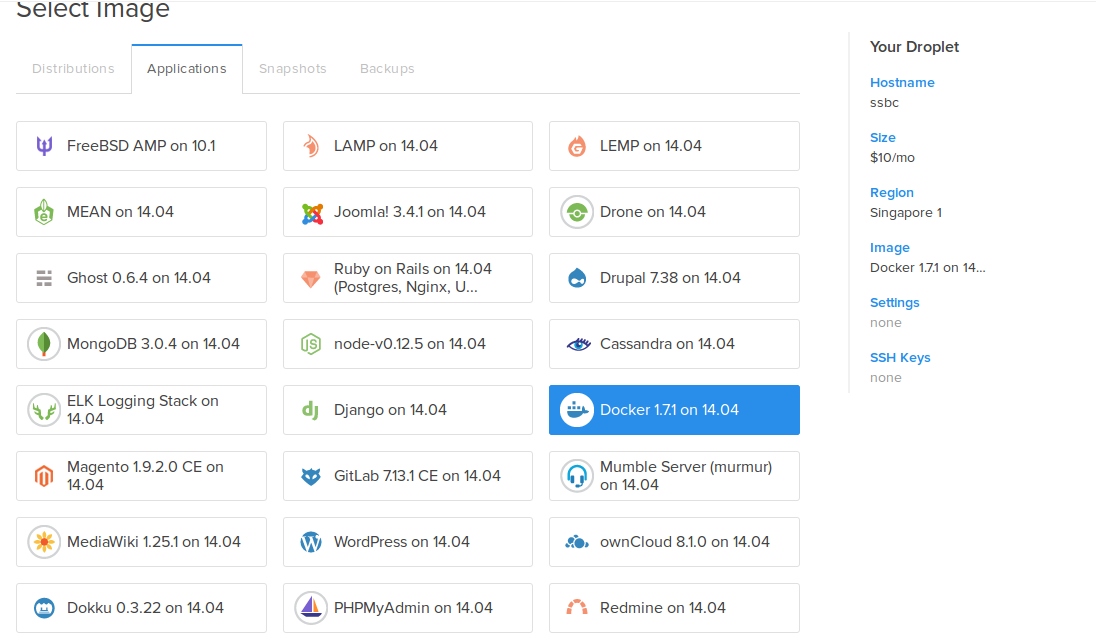 Select Image
Distributions
Applications
Snapshots
Backups
FreeBSD AMP on 10.1
LAMP on 14.04
LEMP on 14.04
MEAN on 14.04
Joomla! 3.4.1 on 14.04
Drone on 14.04
Ghost 0.6.4 on 14.04
Ruby on Rails on 14.04
(Postgres, Nginx, U...
Drupal 7.38 on 14.04
MongoDB 3.0.4 on 14.04
node-v0.12.5 on 14.04
Cassandra on 14.04
ELK Logging Stack on
14.04
Django on 14.04
Docker 1.7.1 on 14.04
Magento 1.9.2.0 CE on
14.04
GitLab 7.13.1 CE on 14.04
Mumble Server (murmur)
on 14.04
MediaWiki 1.25.1 on 14.04
WordPress on 14.04
ownCloud 8.1.0 on 14.04
Dokku 0.3.22 on 14.04
PHPMyAdmin on 14.04
Redmine on 14.04
Your Droplet
Hostname
ssbc
Size
$10/mo
Region
Singapore 1
Image
Docker 1.7.1 on 14...
Settings
none
SSH Keys
none